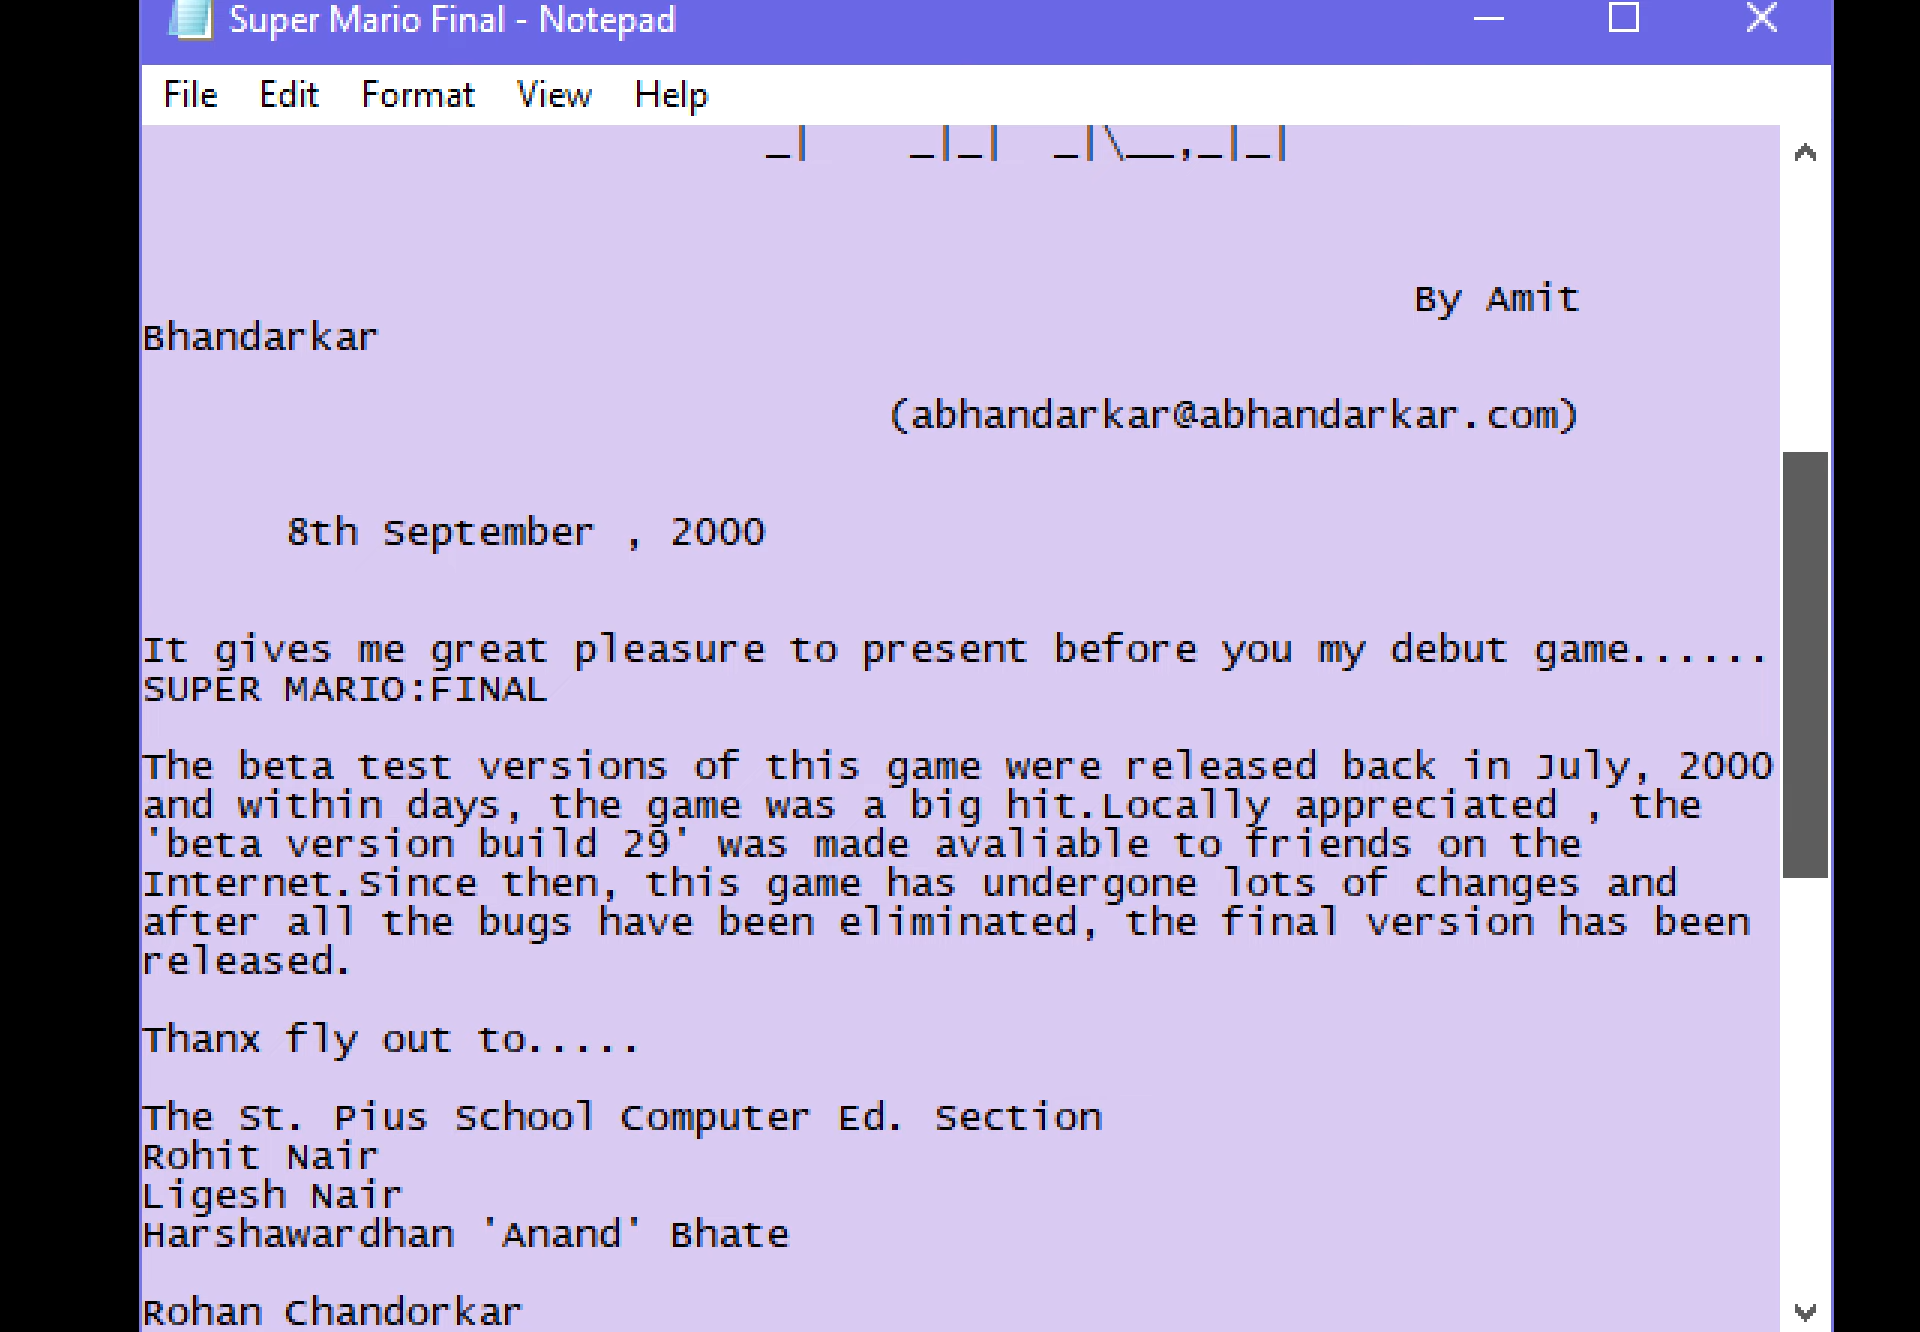 Super Mario Final - Notepad
File Edit Format View Help
_|    _|_|  _|\__,_|_|
By Amit
Bhandarkar
(abhandarkar@abhandarkar.com)
8th September , 2000
It gives me great pleasure to present before you my debut game......
SUPER MARIO:FINAL
The beta test versions of this game were released back in July, 2000
and within days, the game was a big hit.Locally appreciated , the
'beta version build 29' was made avaliable to friends on the
Internet.Since then, this game has undergone lots of changes and
after all the bugs have been eliminated, the final version has been
released.
Thanx fly out to.....
The St. Pius School Computer Ed. Section
Rohit Nair
Ligesh Nair
Harshawardhan 'Anand' Bhate
Rohan Chandorkar